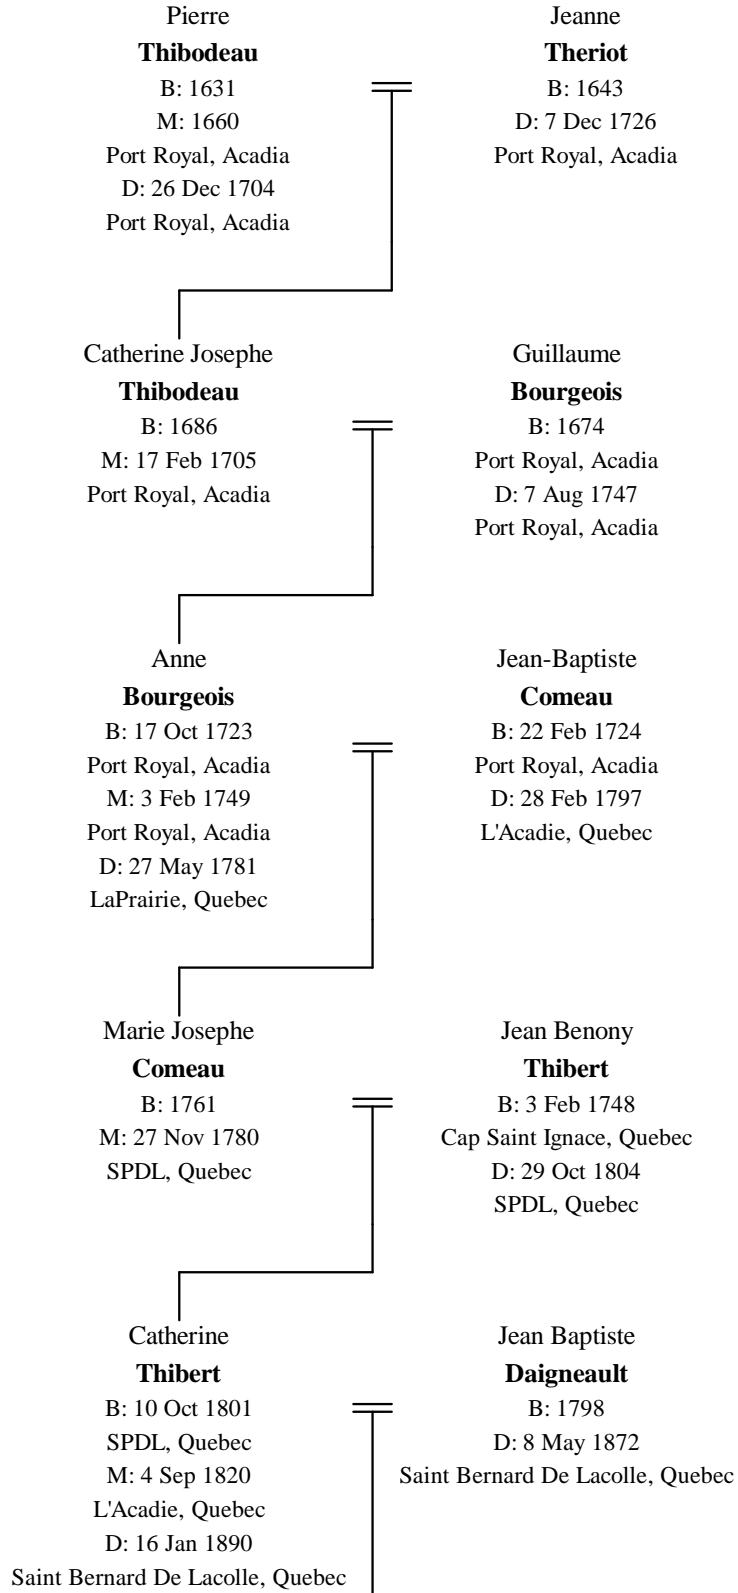 Pierre
Thibodeau
B: 1631
M: 1660
Port Royal, Acadia
D: 26 Dec 1704
Port Royal, Acadia
Jeanne
Theriot
B: 1643
D: 7 Dec 1726
Port Royal, Acadia
Catherine Josephe
Thibodeau
B: 1686
M: 17 Feb 1705
Port Royal, Acadia
Guillaume
Bourgeois
B: 1674
Port Royal, Acadia
D: 7 Aug 1747
Port Royal, Acadia
Anne
Bourgeois
B: 17 Oct 1723
Port Royal, Acadia
M: 3 Feb 1749
Port Royal, Acadia
D: 27 May 1781
LaPrairie, Quebec
Jean-Baptiste
Comeau
B: 22 Feb 1724
Port Royal, Acadia
D: 28 Feb 1797
L'Acadie, Quebec
Marie Josephe
Comeau
B: 1761
M: 27 Nov 1780
SPDL, Quebec
Jean Benony
Thibert
B: 3 Feb 1748
Cap Saint Ignace, Quebec
D: 29 Oct 1804
SPDL, Quebec
Catherine
Thibert
B: 10 Oct 1801
SPDL, Quebec
M: 4 Sep 1820
L'Acadie, Quebec
D: 16 Jan 1890
Saint Bernard De Lacolle, Quebec
Jean Baptiste
Daigneault
B: 1798
D: 8 May 1872
Saint Bernard De Lacolle, Quebec